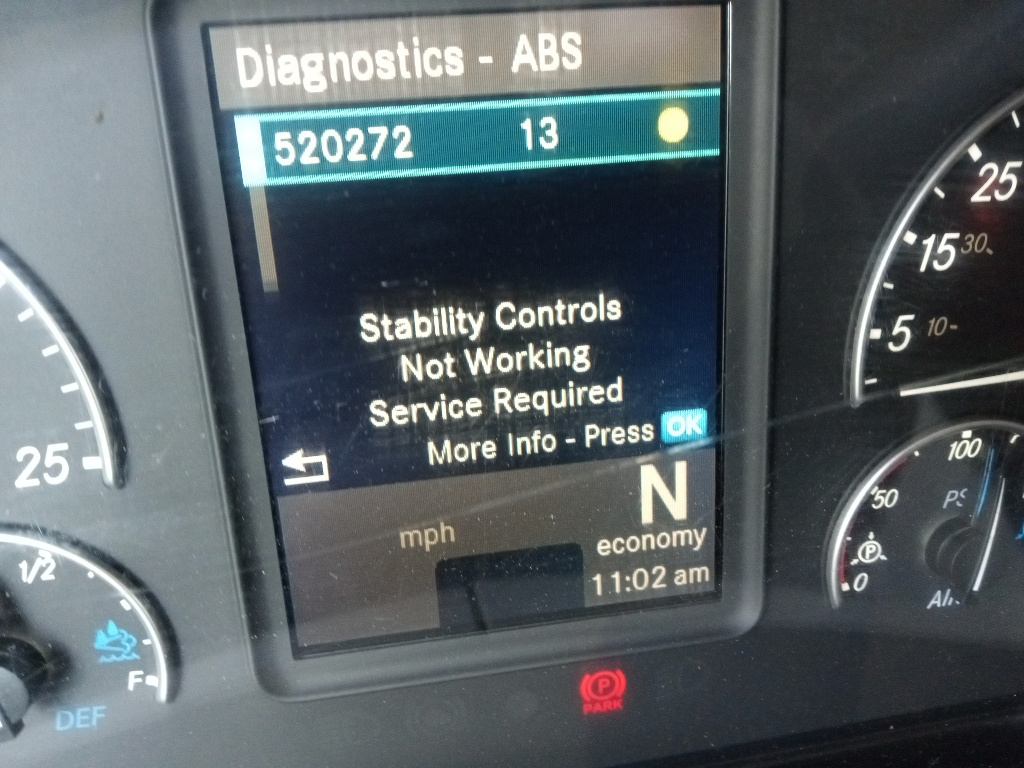 Diagnostics - ABS
520272 13
Stability Controls
Not Working
Service Required
More Info - Press OK
N
mph
economy
11:02 am
PARK
25
1/2
F
DEF
25
15 30
5 10
100
50
0